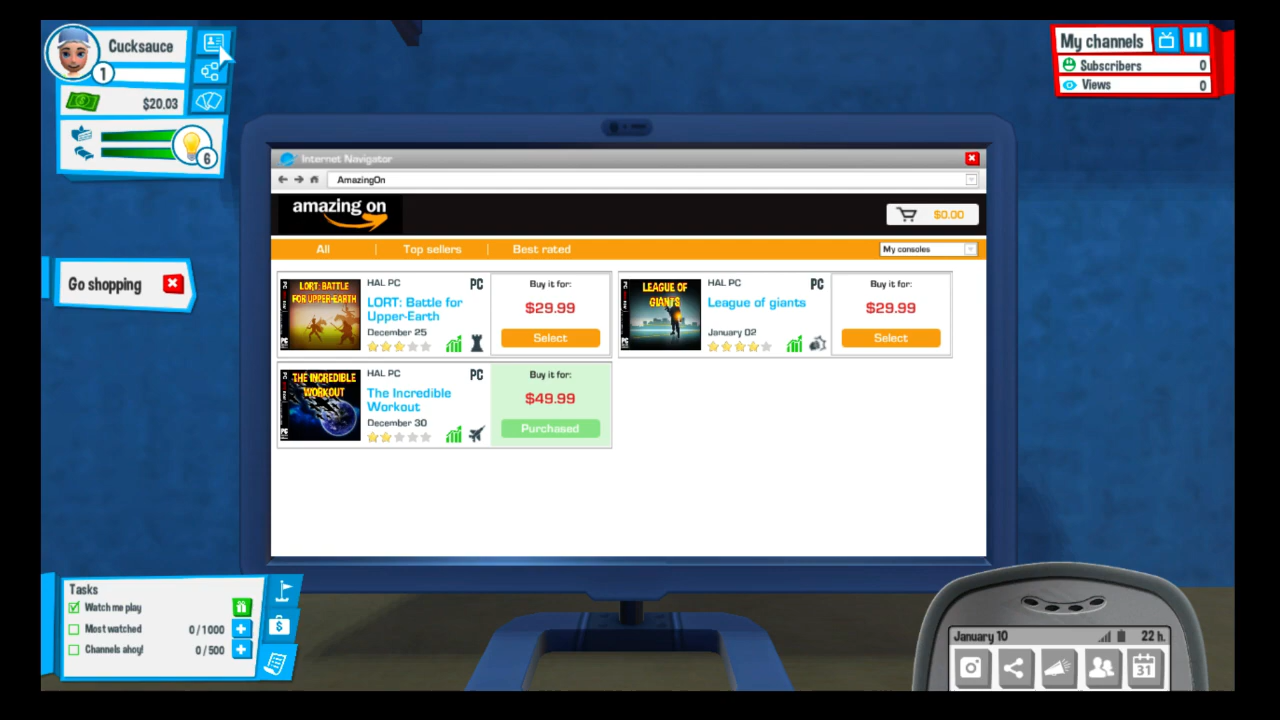 Cucksauce
1
$20.03
6
My channels
Subscribers 0
Views 0
Internet Navigator
AmazingOn
amazing on
$0.00
All
Top sellers
Best rated
My consoles
Go shopping
LORT: BATTLE
FOR UPPER-EARTH
PC
HAL PC
PC
LORT: Battle for
Upper-Earth
December 25
Buy it for:
$29.99
Select
LEAGUE OF
GIANTS
PC
HAL PC
PC
League of giants
January 02
Buy it for:
$29.99
Select
THE INCREDIBLE
WORKOUT
PC
HAL PC
PC
The Incredible
Workout
December 30
Buy it for:
$49.99
Purchased
Tasks
Watch me play
Most watched 0/1000
Channels ahoy! 0/500
January 10
22 h.
31